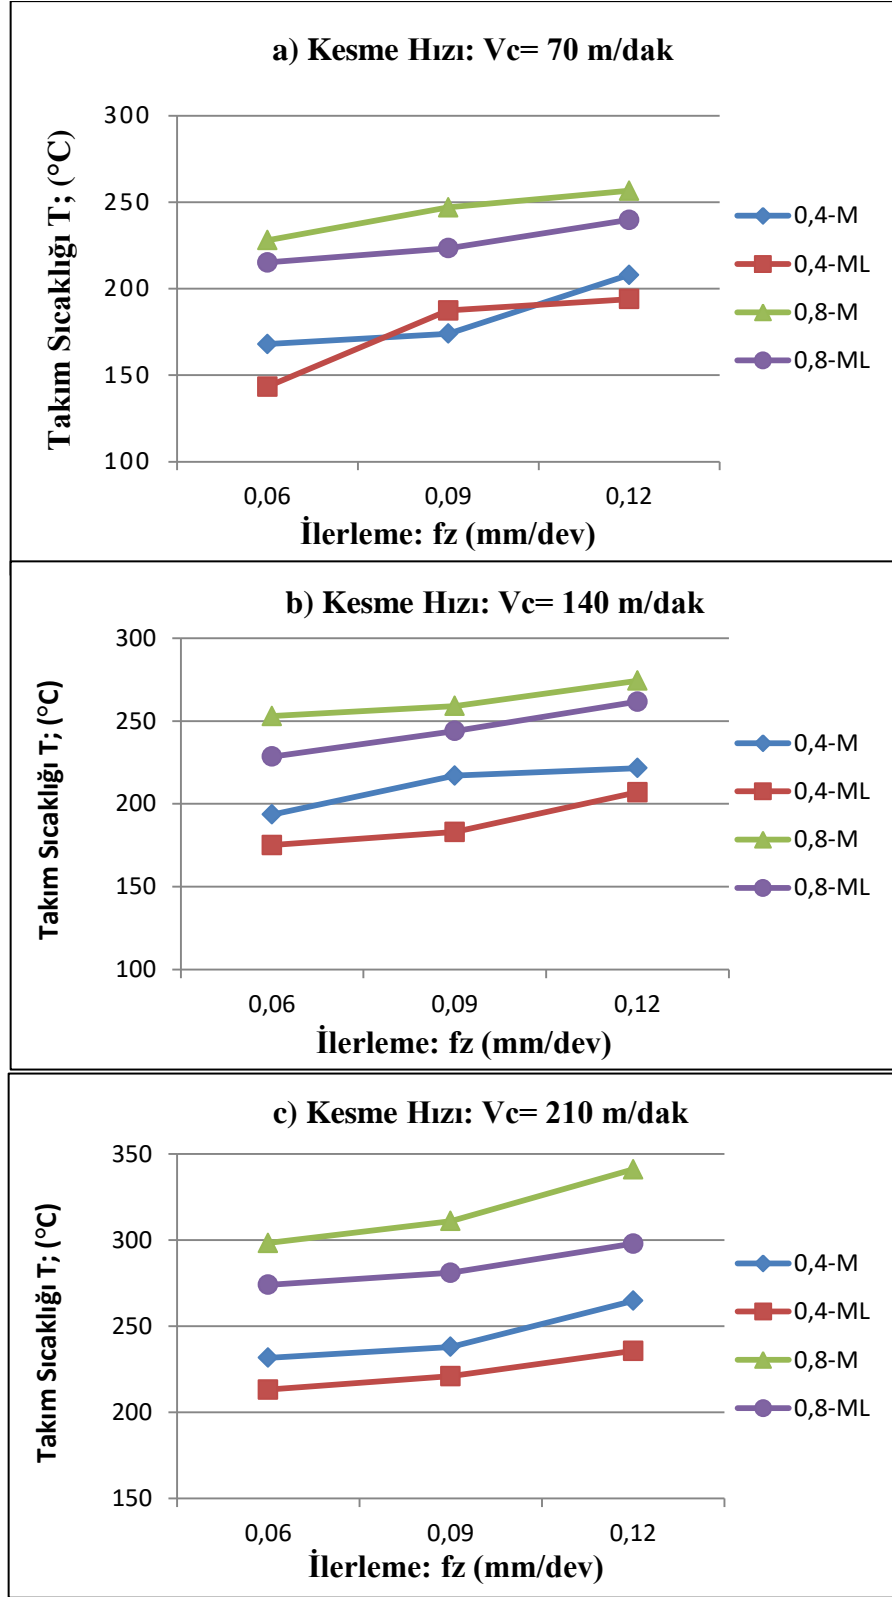 a) Kesme Hızı: Vc= 70 m/dak
Takım Sıcaklığı T; (°C)
300
250
200
150
100
0,06 0,09 0,12
İlerleme: fz (mm/dev)
0,4-M
0,4-ML
0,8-M
0,8-ML
b) Kesme Hızı: Vc= 140 m/dak
Takım Sıcaklığı T; (°C)
300
250
200
150
100
0,06 0,09 0,12
İlerleme: fz (mm/dev)
0,4-M
0,4-ML
0,8-M
0,8-ML
c) Kesme Hızı: Vc= 210 m/dak
Takım Sıcaklığı T; (°C)
350
300
250
200
150
0,06 0,09 0,12
İlerleme: fz (mm/dev)
0,4-M
0,4-ML
0,8-M
0,8-ML